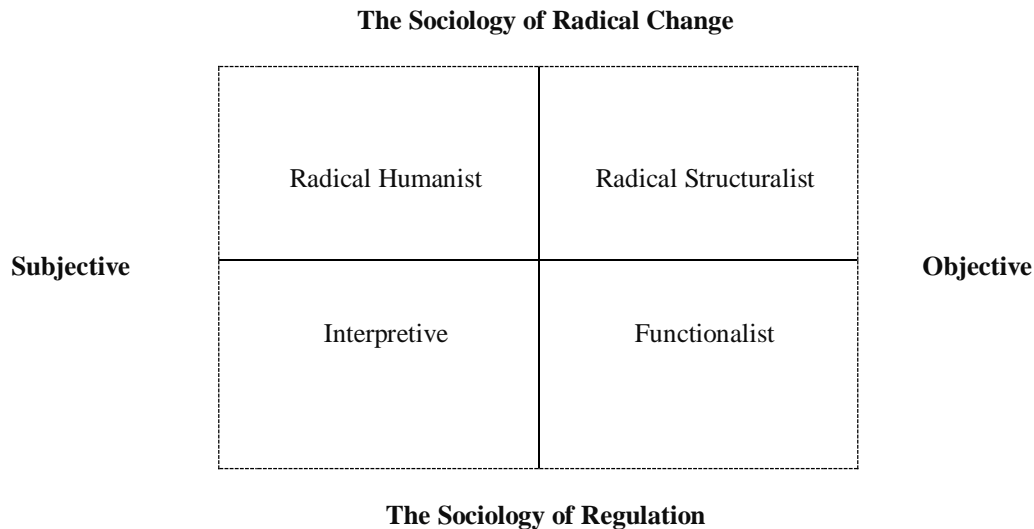 The Sociology of Radical Change
Radical Humanist
Radical Structuralist
Subjective
Objective
Interpretive
Functionalist
The Sociology of Regulation